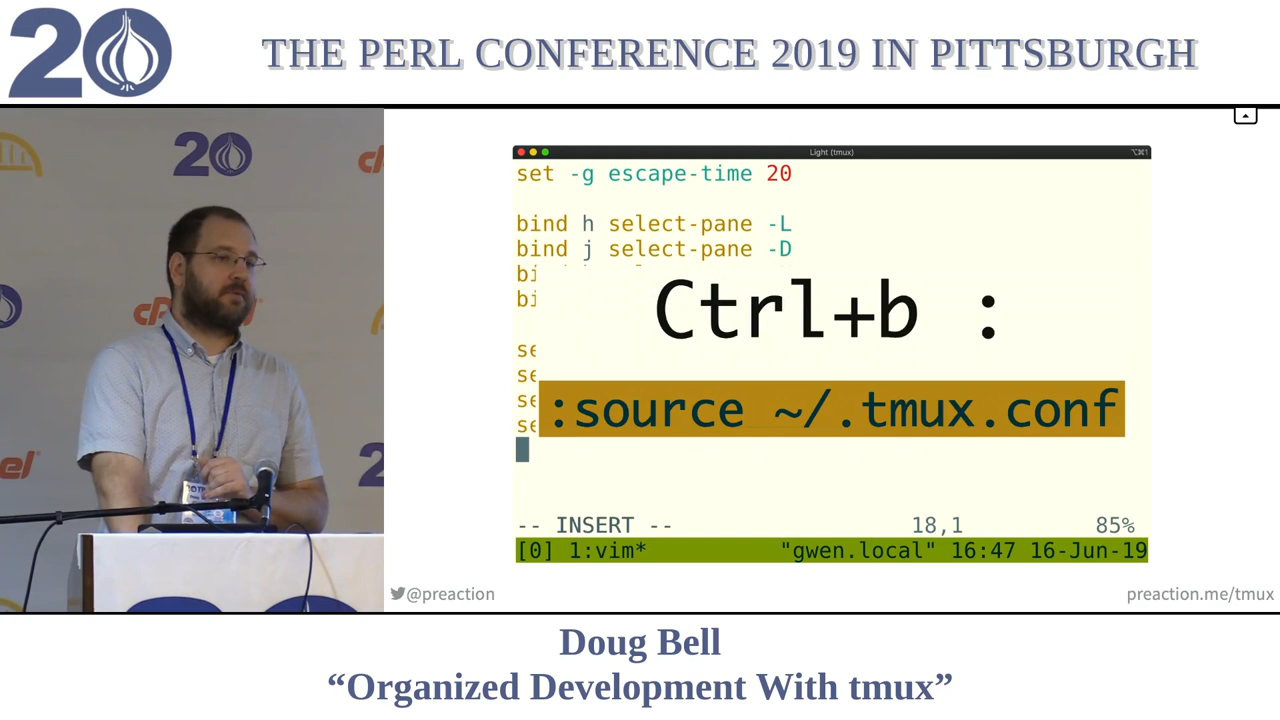 20
THE PERL CONFERENCE 2019 IN PITTSBURGH
20
Light (tmux)
set -g escape-time 20
bind h select-pane -L
bind j select-pane -D
Ctrl+b :
:source ~/.tmux.conf
-- INSERT -- 18,1 85%
[0] 1:vim* "gwen.local" 16:47 16-Jun-19
@preaction
preaction.me/tmux
Doug Bell
“Organized Development With tmux”